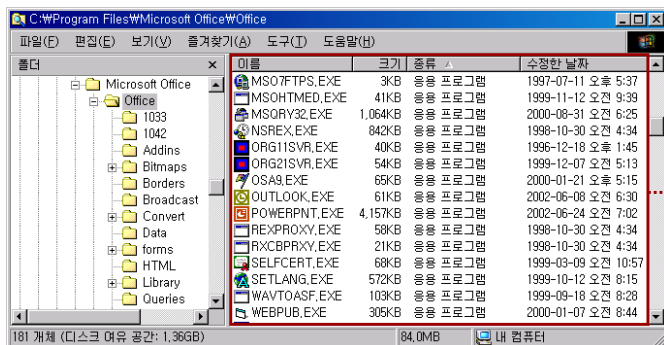 C:₩Program Files₩Microsoft Office₩Office
파일(F) 편집(E) 보기(V) 즐겨찾기(A) 도구(T) 도움말(H)
폴더
Microsoft Office
Office
1033
1042
Addins
Bitmaps
Borders
Broadcast
Convert
Data
forms
HTML
Library
Queries
이름 크기 종류 수정한 날짜
MSO7FTPS,EXE 3KB 응용 프로그램 1997-07-11 오후 5:37
MSOHTMED,EXE 41KB 응용 프로그램 1999-11-12 오전 9:39
MSQRY32,EXE 1,064KB 응용 프로그램 2000-08-31 오전 6:25
NSREX,EXE 842KB 응용 프로그램 1998-10-30 오전 4:34
ORG11SVR,EXE 40KB 응용 프로그램 1996-12-18 오후 1:45
ORG21SVR,EXE 54KB 응용 프로그램 1999-12-07 오전 5:13
OSA9,EXE 65KB 응용 프로그램 2000-01-21 오후 5:15
OUTLOOK,EXE 61KB 응용 프로그램 2002-06-08 오전 6:30
POWERPNT,EXE 4,157KB 응용 프로그램 2002-06-24 오전 7:02
REXPROXY,EXE 58KB 응용 프로그램 1998-10-30 오전 4:34
RXCBPRXY,EXE 21KB 응용 프로그램 1998-10-30 오전 4:34
SELFCERT,EXE 68KB 응용 프로그램 1999-03-09 오전 10:57
SETLANG,EXE 572KB 응용 프로그램 1999-10-12 오전 8:15
WAVTOASF,EXE 103KB 응용 프로그램 1999-09-18 오전 8:28
WEBPUB,EXE 305KB 응용 프로그램 2000-01-07 오전 8:44
181 개체 (디스크 여유 공간: 1,36GB) 84,0MB 내 컴퓨터